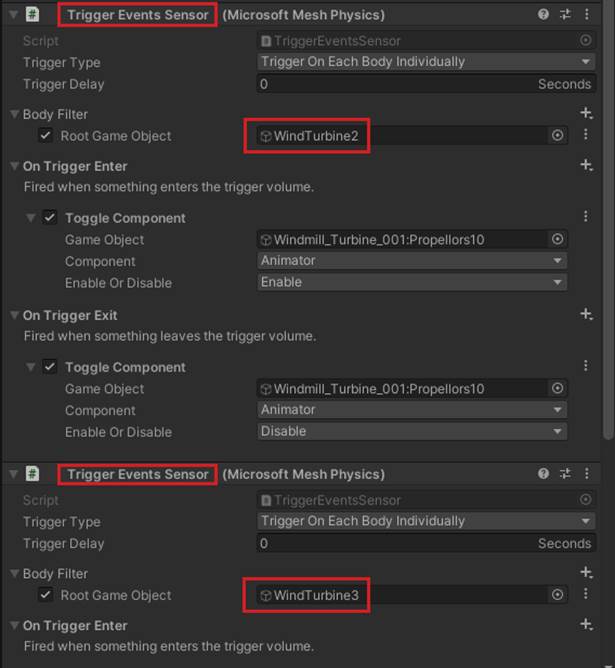 Trigger Events Sensor (Microsoft Mesh Physics)
Script TriggerEventsSensor
Trigger Type Trigger On Each Body Individually
Trigger Delay 0 Seconds
Body Filter
Root Game Object WindTurbine2
On Trigger Enter
Fired when something enters the trigger volume.
Toggle Component
Game Object Windmill_Turbine_001:Propellors10
Component Animator
Enable Or Disable Enable
On Trigger Exit
Fired when something leaves the trigger volume.
Toggle Component
Game Object Windmill_Turbine_001:Propellors10
Component Animator
Enable Or Disable Disable
Trigger Events Sensor (Microsoft Mesh Physics)
Script TriggerEventsSensor
Trigger Type Trigger On Each Body Individually
Trigger Delay 0 Seconds
Body Filter
Root Game Object WindTurbine3
On Trigger Enter
Fired when something enters the trigger volume.